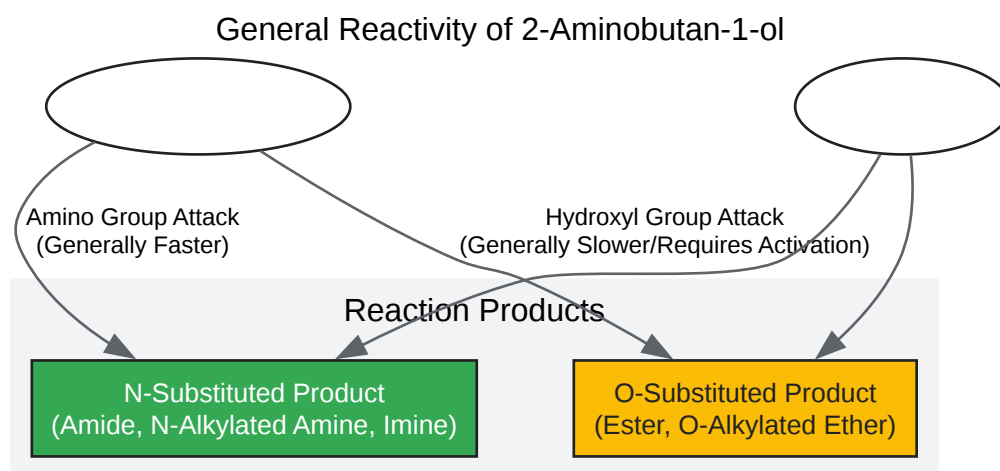 General Reactivity of 2-Aminobutan-1-ol
Amino Group Attack
(Generally Faster)
Hydroxyl Group Attack
(Generally Slower/Requires Activation)
Reaction Products
N-Substituted Product
(Amide, N-Alkylated Amine, Imine)
O-Substituted Product
(Ester, O-Alkylated Ether)